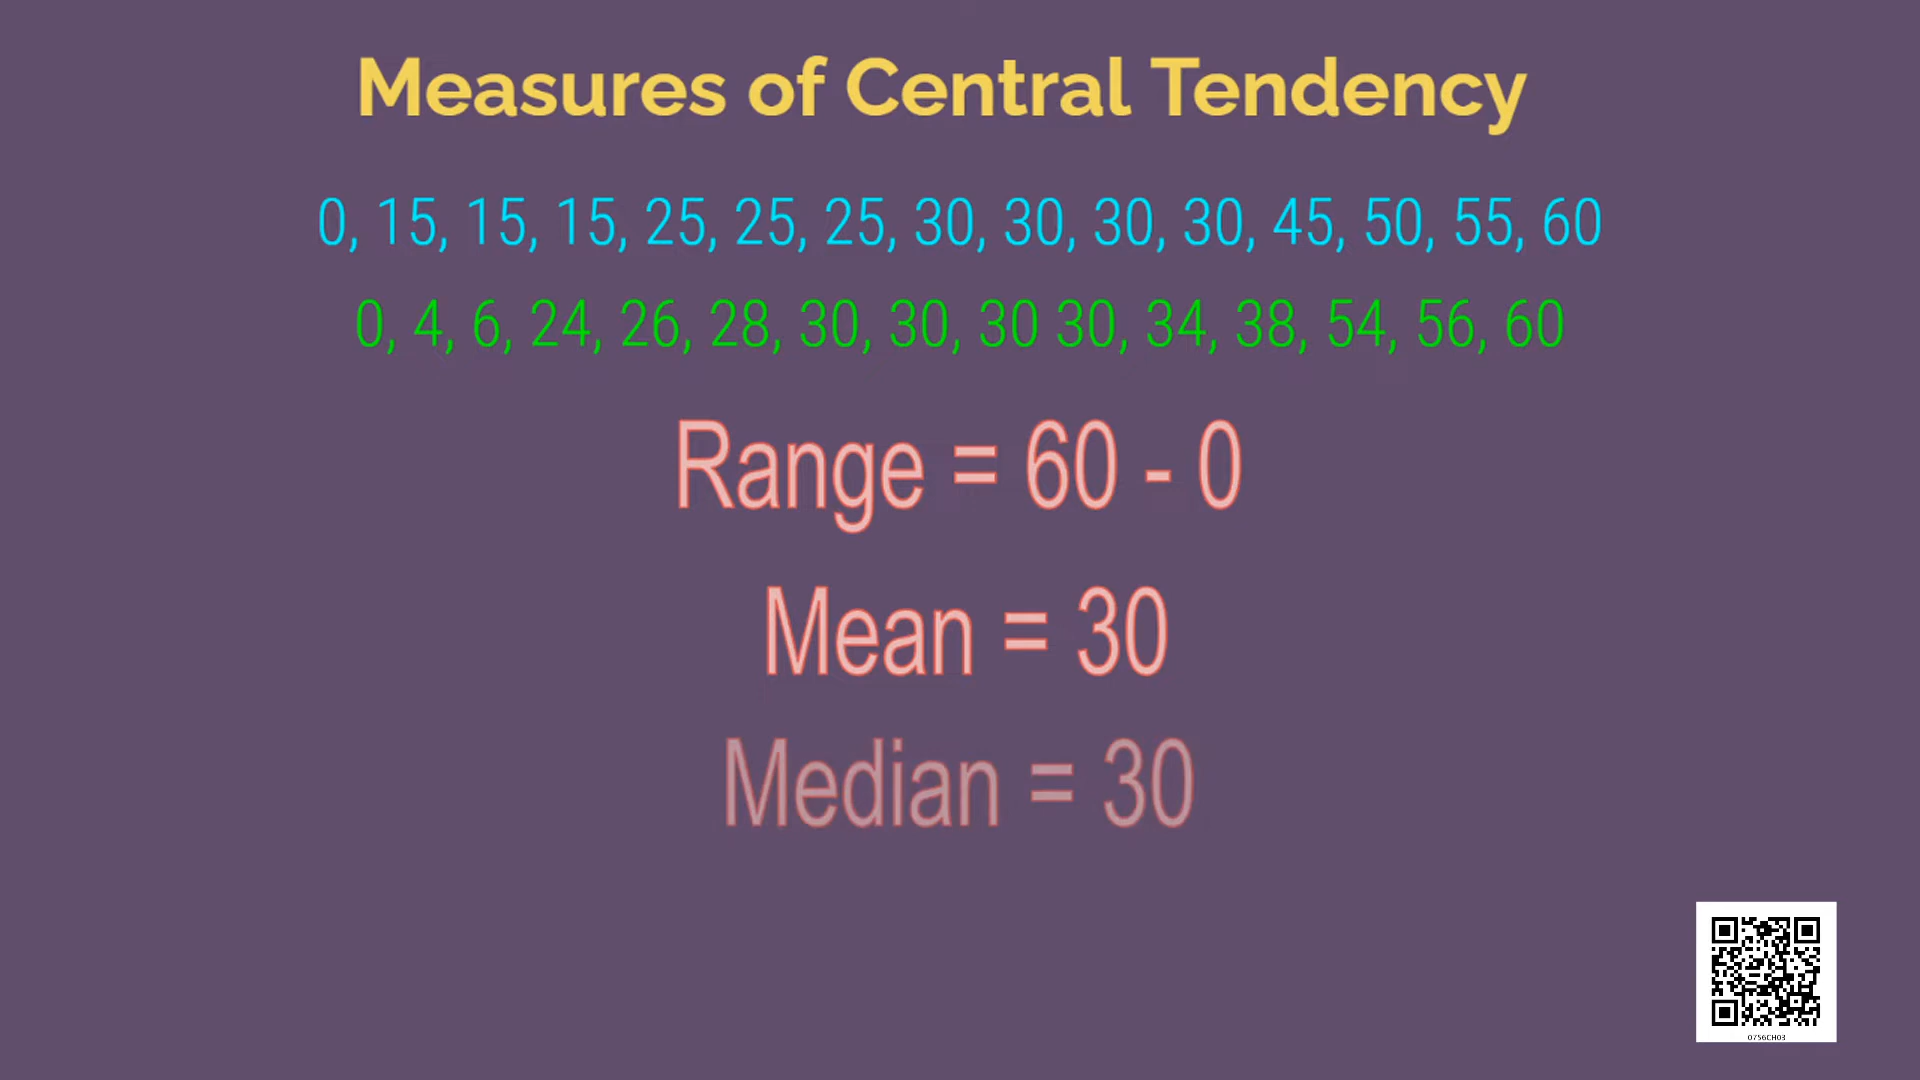 Measures of Central Tendency
0, 15, 15, 15, 25, 25, 25, 30, 30, 30, 30, 45, 50, 55, 60
0, 4, 6, 24, 26, 28, 30, 30, 30 30, 34, 38, 54, 56, 60
Range = 60 - 0
Mean = 30
Median = 30
0756CH03